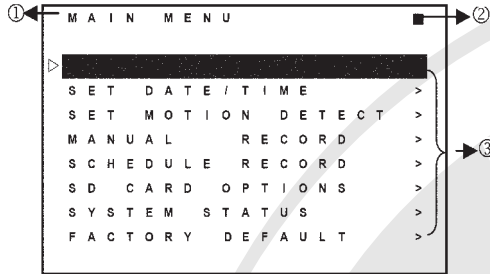 ① MAIN MENU ②
SET DATE/TIME >
SET MOTION DETECT >
MANUAL RECORD >
③
SCHEDULE RECORD >
SD CARD OPTIONS >
SYSTEM STATUS >
FACTORY DEFAULT >